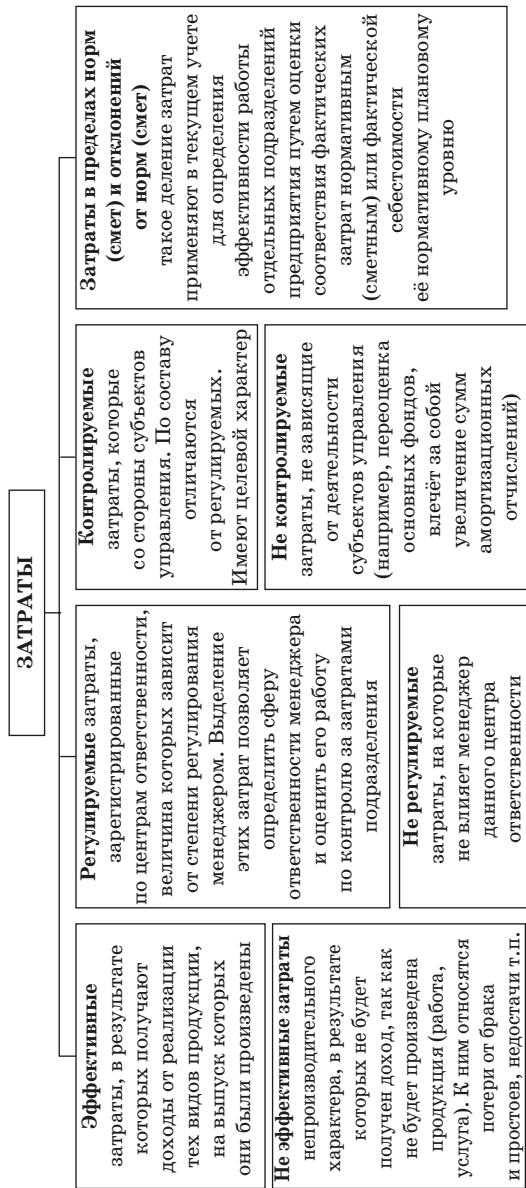 ЗАТРАТЫ
Эффективные
затраты, в результате
которых получают
доходы от реализации
тех видов продукции,
на выпуск которых
они были произведены
Не эффективные затраты
непроизводительного
характера, в результате
которых не будет
получен доход, так как
не будет произведена
продукция (работа,
услуга). К ним относятся
потери от брака
и простоев, недостачи т.п.
Регулируемые затраты,
зарегистрированные
по центрам ответственности,
величина которых зависит
от степени регулирования
менеджером. Выделение
этих затрат позволяет
определить сферу
ответственности менеджера
и оценить его работу
по контролю за затратами
подразделения
Не регулируемые
затраты, на которые
не влияет менеджер
данного центра
ответственности
Контролируемые
затраты, которые
со стороны субъектов
управления. По составу
отличаются
от регулируемых.
Имеют целевой характер
Не контролируемые
затраты, не зависящие
от деятельности
субъектов управления
(например, переоценка
основных фондов,
влечёт за собой
увеличение сумм
амортизационных
отчислений)
Затраты в пределах норм
(смет) и отклонений
от норм (смет)
такое деление затрат
применяют в текущем учете
для определения
эффективности работы
отдельных подразделений
предприятия путем оценки
соответствия фактических
затрат нормативным
(сметным) или фактической
себестоимости
её нормативному плановому
уровню